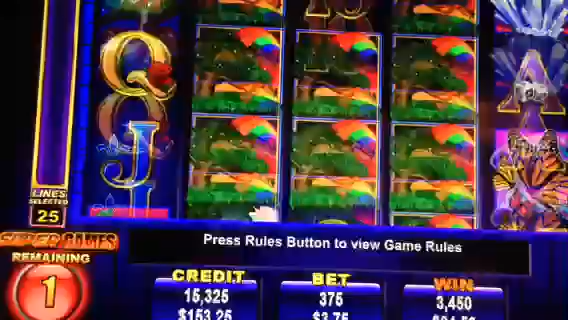 Q
A
J
LINES
SELECTED
25
SUPER GAMES
REMAINING
1
Press Rules Button to view Game Rules
CREDIT
15,325
$153.25
BET
375
$3.75
WIN
3,450